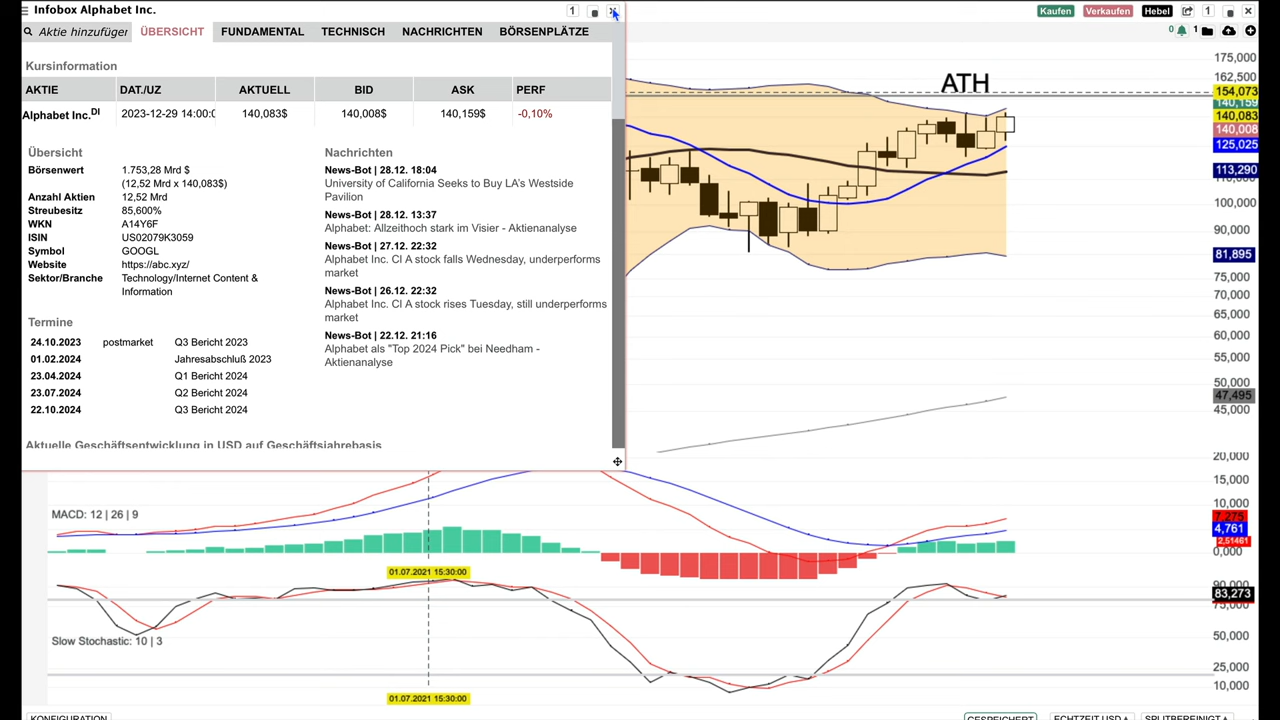 Infobox Alphabet Inc.
1
Kaufen
Verkaufen
Hebel
1
Aktie hinzufüger
ÜBERSICHT
FUNDAMENTAL
TECHNISCH
NACHRICHTEN
BÖRSENPLÄTZE
0
1
Kursinformation
AKTIE
DAT./UZ
AKTUELL
BID
ASK
PERF
Alphabet Inc.DI
2023-12-29 14:00:0
140,083$
140,008$
140,159$
-0,10%
Übersicht
Börsenwert
1.753,28 Mrd $
(12,52 Mrd x 140,083$)
Anzahl Aktien
12,52 Mrd
Streubesitz
85,600%
WKN
A14Y6F
ISIN
US02079K3059
Symbol
GOOGL
Website
https://abc.xyz/
Sektor/Branche
Technology/Internet Content &
Information
Termine
24.10.2023
postmarket
Q3 Bericht 2023
01.02.2024
Jahresabschluß 2023
23.04.2024
Q1 Bericht 2024
23.07.2024
Q2 Bericht 2024
22.10.2024
Q3 Bericht 2024
Nachrichten
News-Bot | 28.12. 18:04
University of California Seeks to Buy LA's Westside
Pavilion
News-Bot | 28.12. 13:37
Alphabet: Allzeithoch stark im Visier - Aktienanalyse
News-Bot | 27.12. 22:32
Alphabet Inc. Cl A stock falls Wednesday, underperforms
market
News-Bot | 26.12. 22:32
Alphabet Inc. Cl A stock rises Tuesday, still underperforms
market
News-Bot | 22.12. 21:16
Alphabet als "Top 2024 Pick" bei Needham -
Aktienanalyse
Aktuelle Geschäftsentwicklung in USD auf Geschäftsjahrebasis
ATH
175,000
162,500
154,073
140,159
140,083
140,008
125,025
113,290
110,000
100,000
90,000
81,895
75,000
70,000
65,000
60,000
55,000
50,000
47,495
45,000
20,000
15,000
10,000
7,275
4,761
2,51461
0,000
MACD: 12 | 26 | 9
01.07.2021 15:30:00
90,000
83,273
75,000
50,000
25,000
10,000
Slow Stochastic: 10 | 3
01.07.2021 15:30:00
KONFIGURATION
GESPEICHERT
ECHTZEIT USD
SPLITBEREINIGT